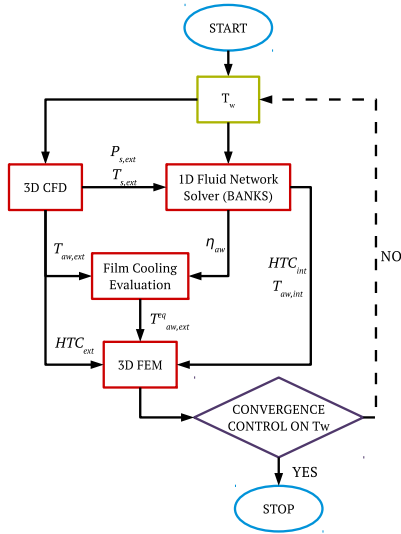 START
T_w
P_s,ext
T_s,ext
3D CFD
1D Fluid Network
Solver (BANKS)
T_aw,ext
η_aw
HTC_int
T_aw,int
NO
Film Cooling
Evaluation
T^eq_aw,ext
HTC_ext
3D FEM
CONVERGENCE
CONTROL ON Tw
YES
STOP